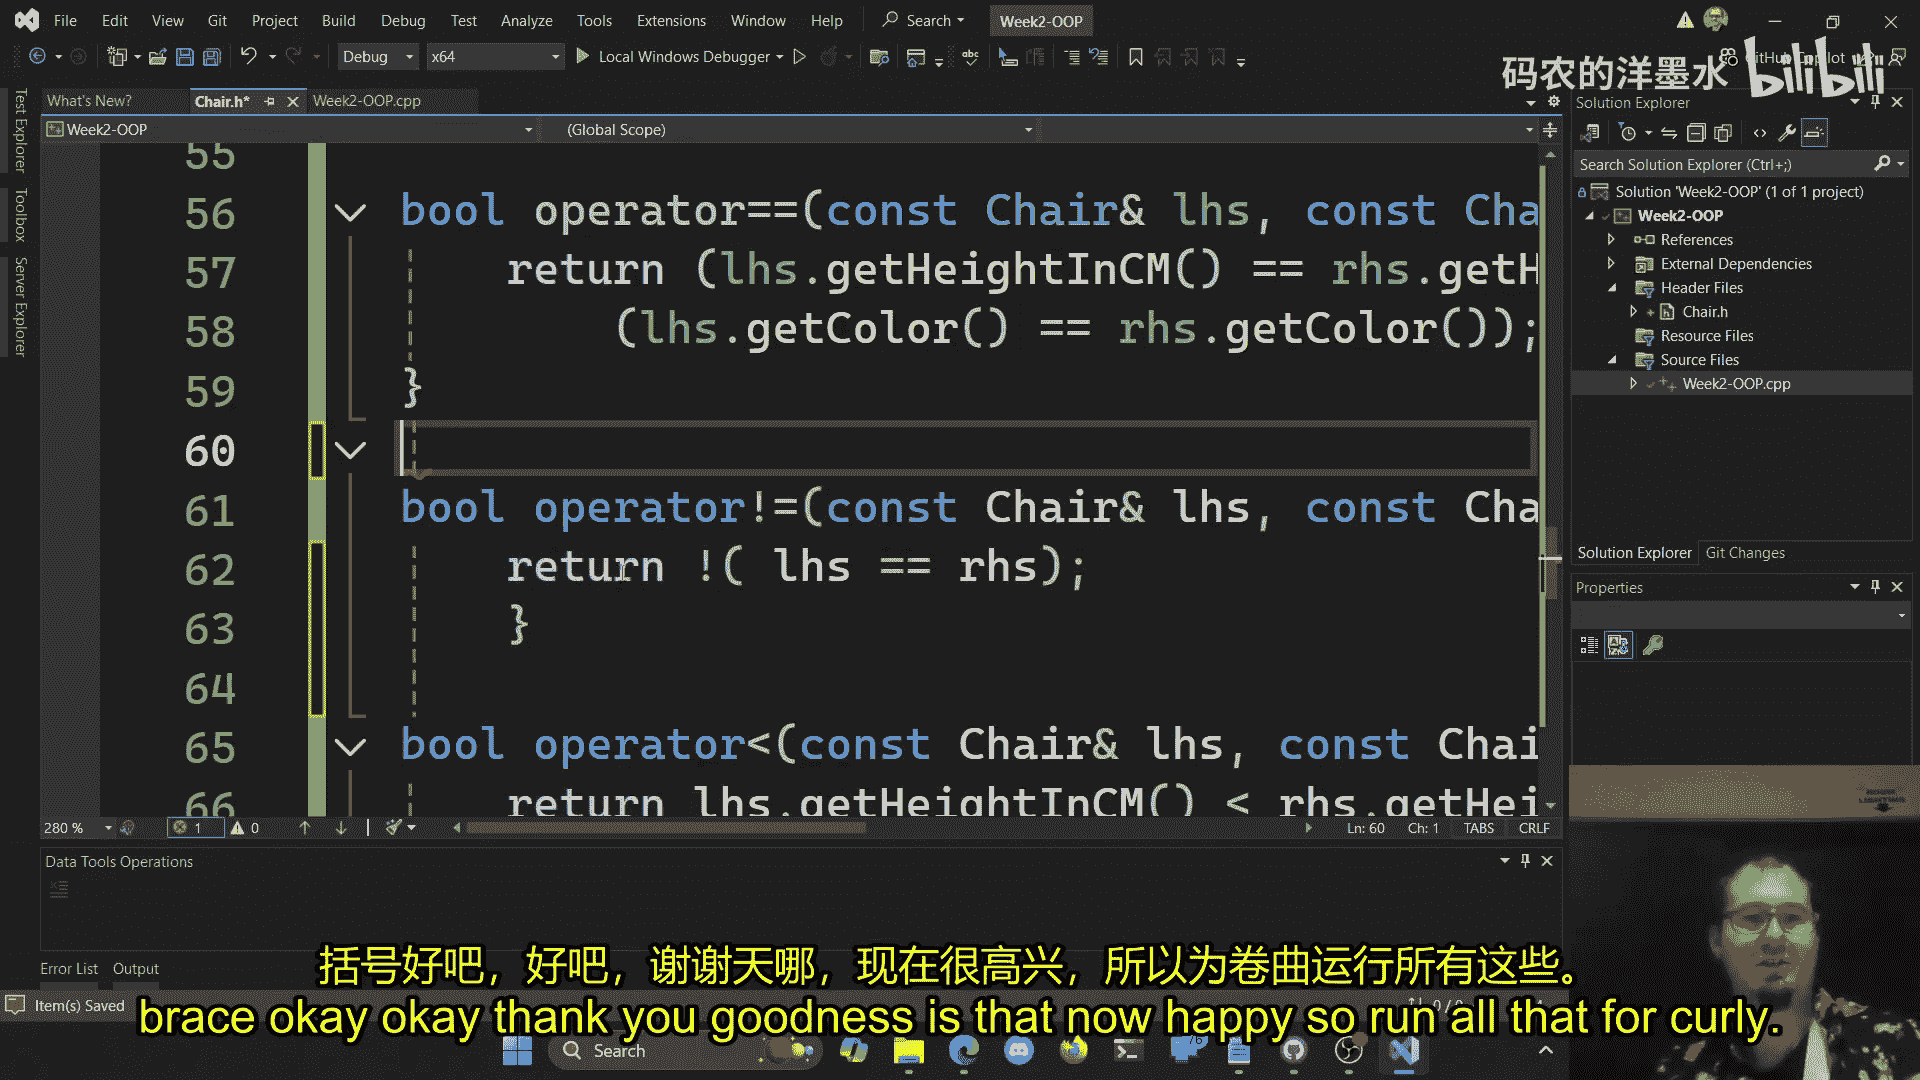 File Edit View Git Project Build Debug Test Analyze Tools Extensions Window Help Search Week2-OOP
Debug x64 Local Windows Debugger GitHub Copilot
码农的洋墨水 bilibili
What's New? Chair.h* Week2-OOP.cpp
Week2-OOP (Global Scope)
Test Explorer
Toolbox
Server Explorer
55
56 bool operator==(const Chair& lhs, const Cha
57 return (lhs.getHeightInCM() == rhs.getH
58 (lhs.getColor() == rhs.getColor());
59 }
60
61 bool operator!=(const Chair& lhs, const Cha
62 return !( lhs == rhs);
63 }
64
65 bool operator<(const Chair& lhs, const Chai
66 return lhs.getHeightInCM() < rhs.getHei
280 % 1 0 Ln: 60 Ch: 1 TABS CRLF
Solution Explorer
Search Solution Explorer (Ctrl+;)
Solution 'Week2-OOP' (1 of 1 project)
Week2-OOP
References
External Dependencies
Header Files
Chair.h
Resource Files
Source Files
Week2-OOP.cpp
Solution Explorer Git Changes
Properties
Data Tools Operations
Error List Output
Item(s) Saved
括号好吧，好吧，谢谢天哪，现在很高兴，所以为卷曲运行所有这些。
brace okay okay thank you goodness is that now happy so run all that for curly.
Search